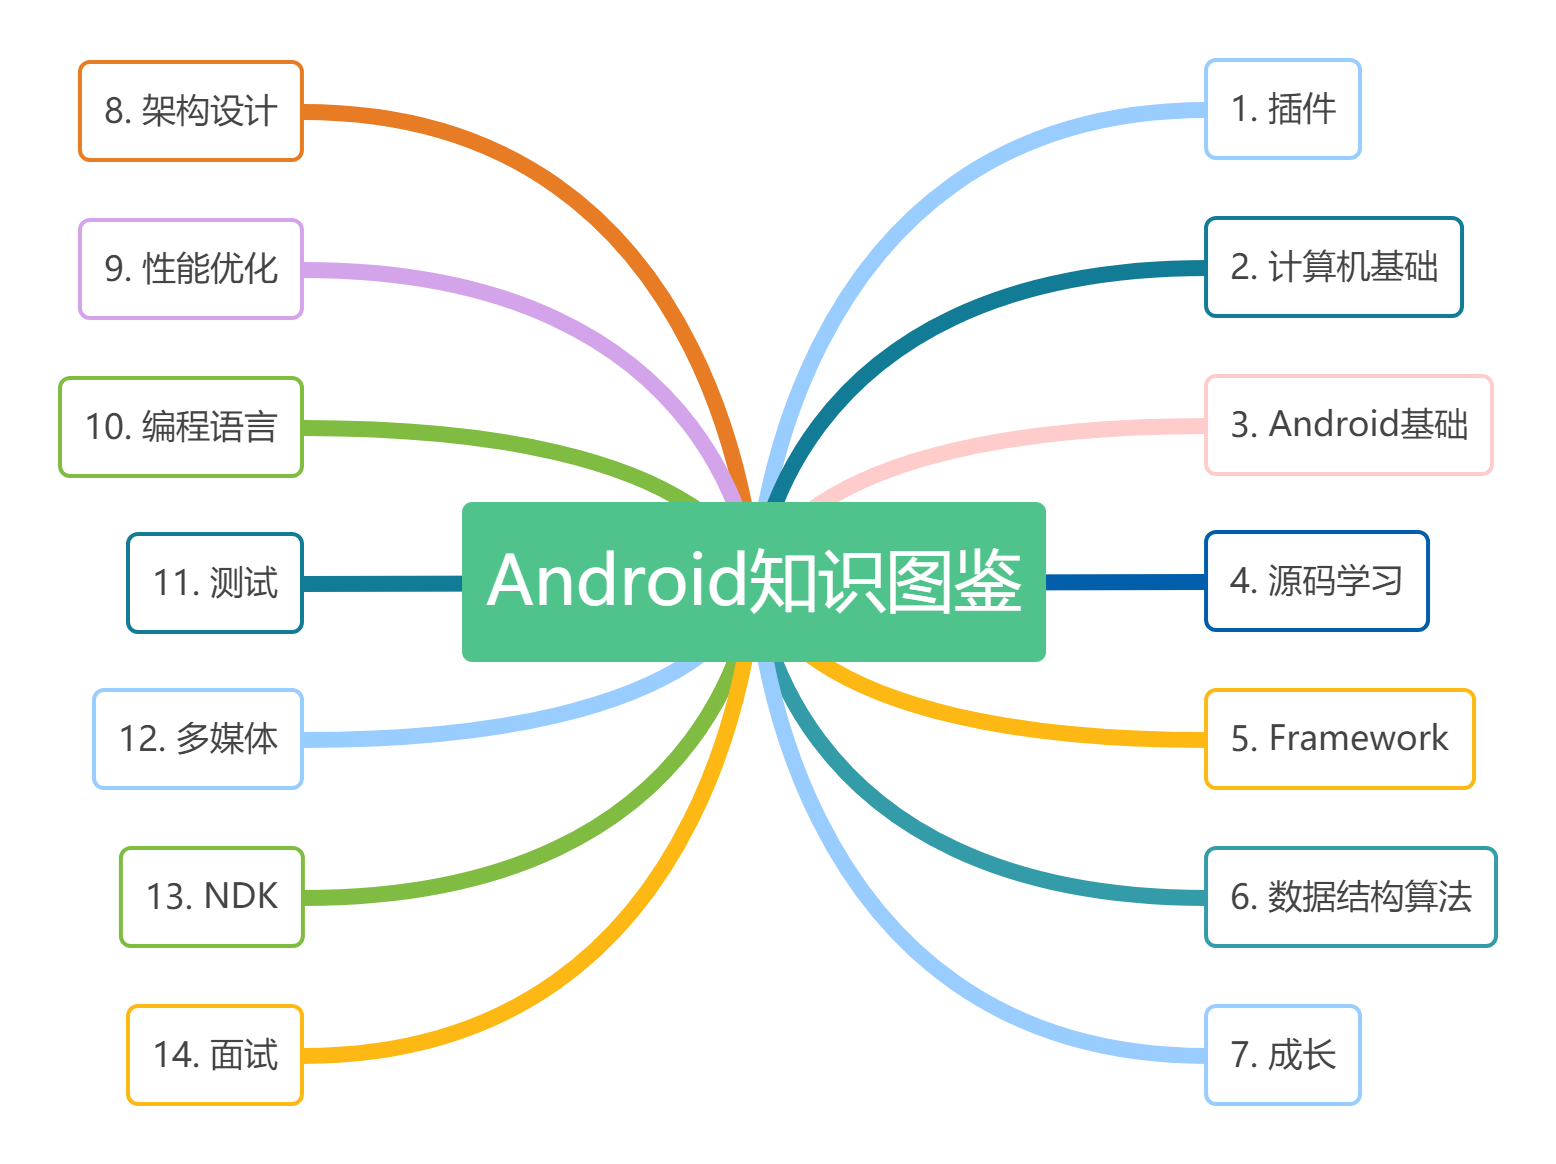 Android知识图鉴
1. 插件
2. 计算机基础
3. Android基础
4. 源码学习
5. Framework
6. 数据结构算法
7. 成长
8. 架构设计
9. 性能优化
10. 编程语言
11. 测试
12. 多媒体
13. NDK
14. 面试